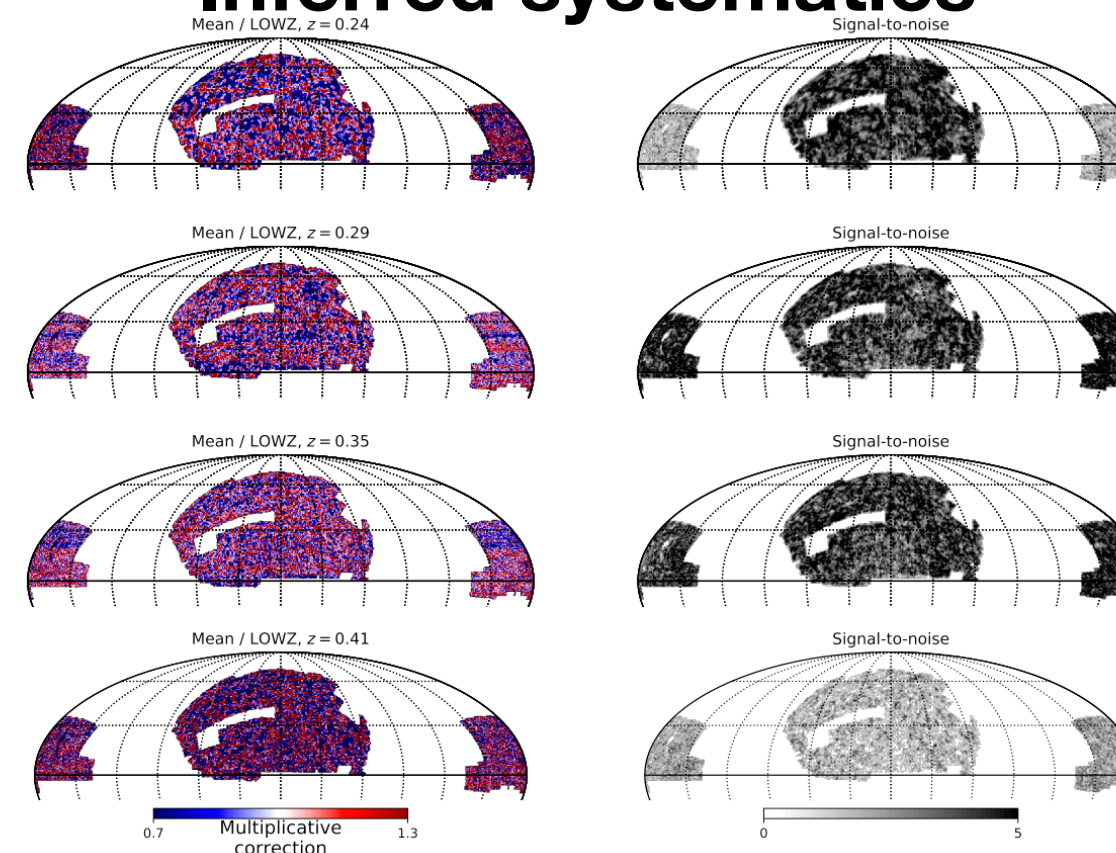 Inferred systematics
Mean / LOWZ, z = 0.24
Signal-to-noise
Mean / LOWZ, z = 0.29
Signal-to-noise
Mean / LOWZ, z = 0.35
Signal-to-noise
Mean / LOWZ, z = 0.41
Signal-to-noise
0.7
Multiplicative
correction
1.3
0
5